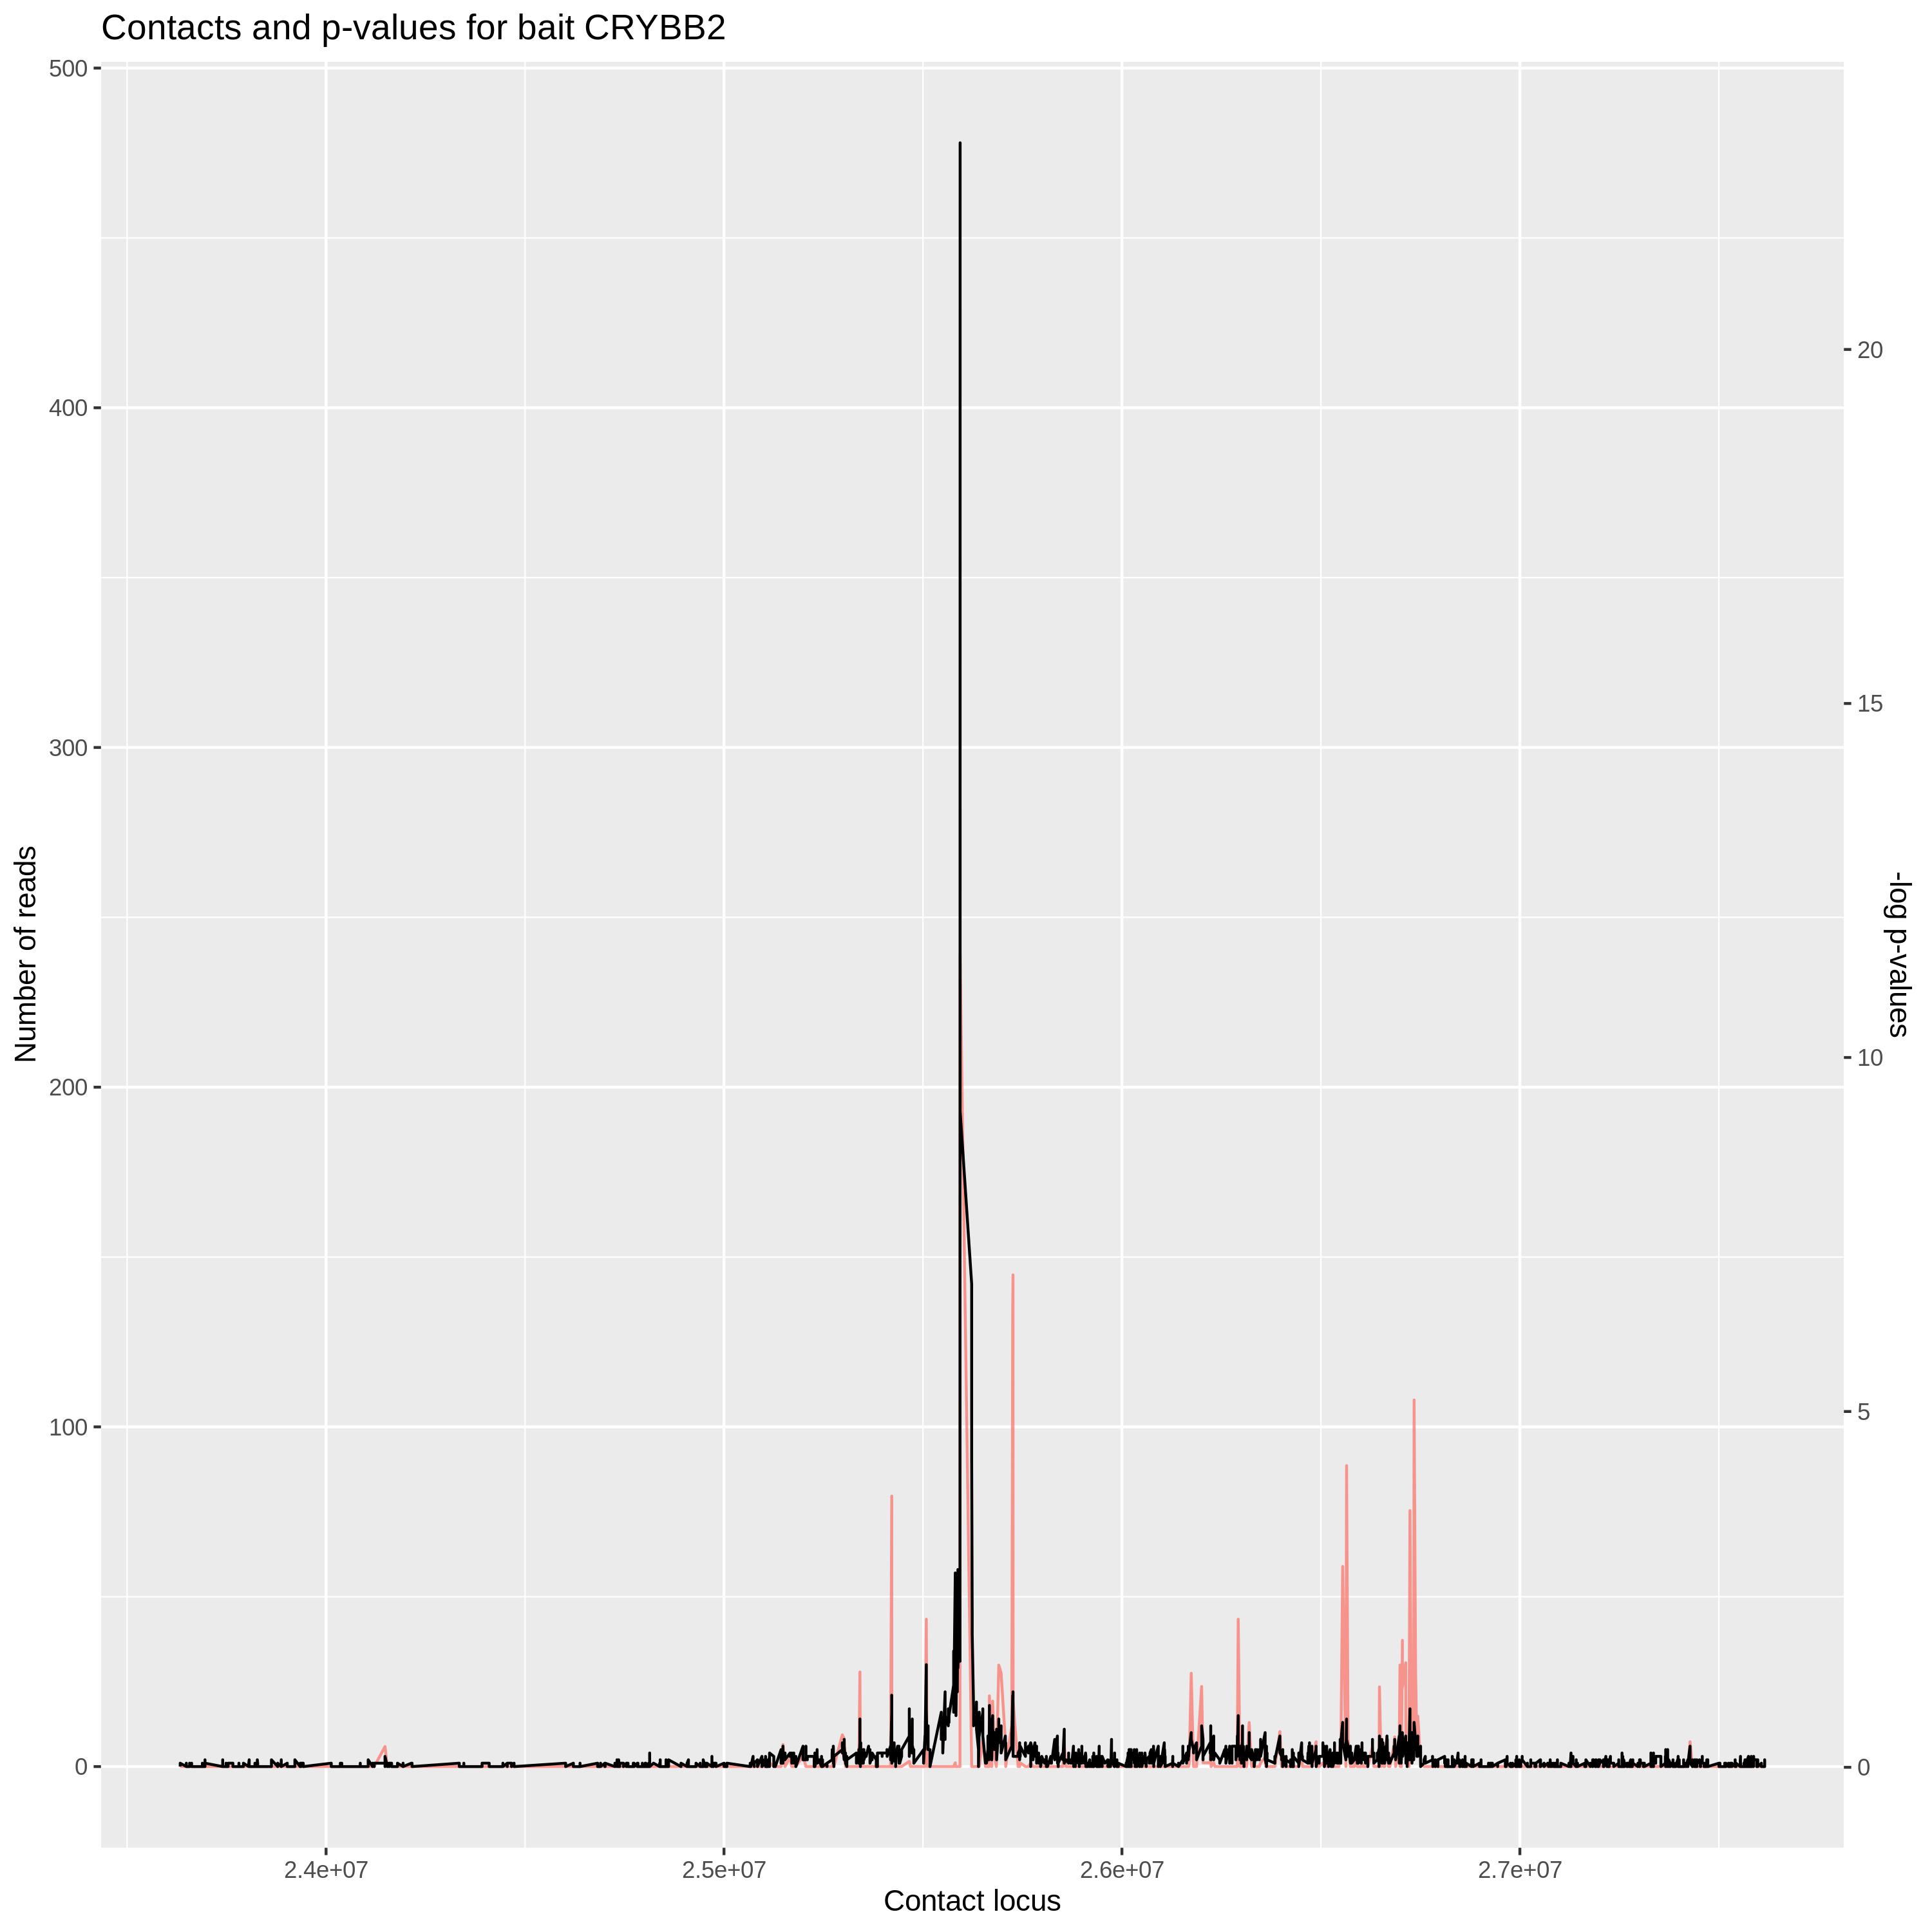 Contacts and p-values for bait CRYBB2
500
400
300
200
100
0
Number of reads
20
15
10
5
0
-log p-values
2.4e+07
2.5e+07
2.6e+07
2.7e+07
Contact locus